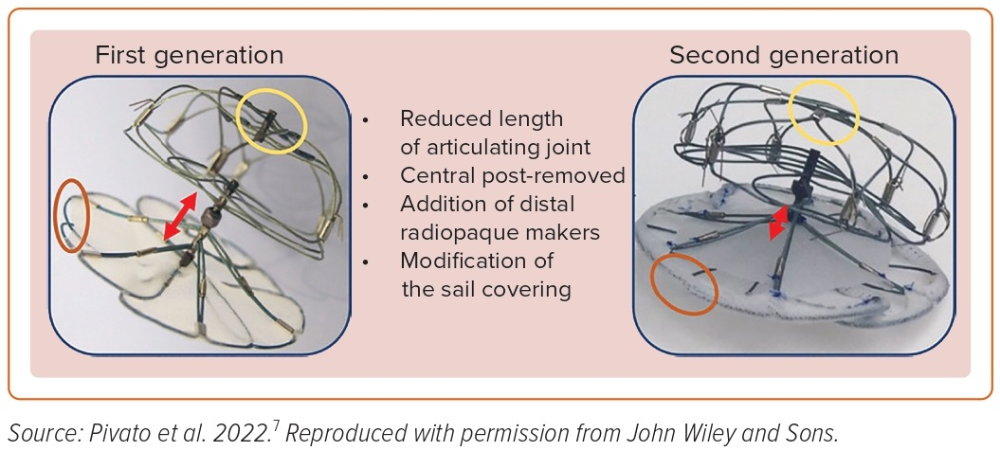 First generation
Second generation
• Reduced length
of articulating joint
• Central post-removed
• Addition of distal
radiopaque makers
• Modification of
the sail covering
Source: Pivato et al. 2022.7 Reproduced with permission from John Wiley and Sons.